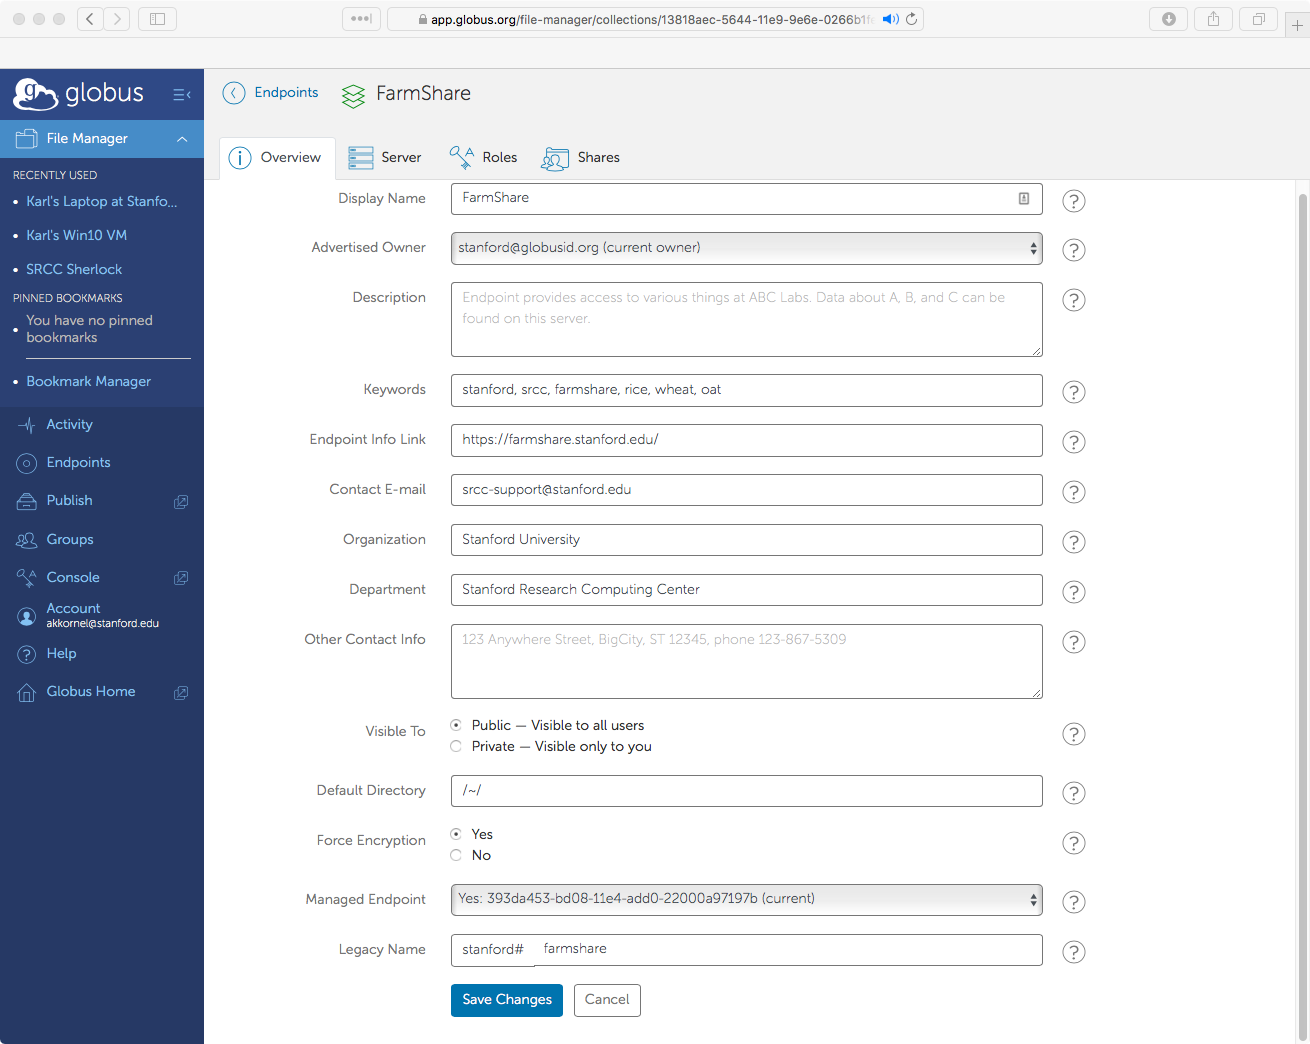 app.globus.org/file-manager/collections/13818aec-5644-11e9-9e6e-0266b1f
globus
Endpoints
FarmShare
File Manager
Overview
Server
Roles
Shares
RECENTLY USED
Karl's Laptop at Stanfo...
Karl's Win10 VM
SRCC Sherlock
PINNED BOOKMARKS
You have no pinned
bookmarks
Bookmark Manager
Activity
Endpoints
Publish
Groups
Console
Account
akkornel@stanford.edu
Help
Globus Home
Display Name
FarmShare
Advertised Owner
stanford@globusid.org (current owner)
Description
Endpoint provides access to various things at ABC Labs. Data about A, B, and C can be
found on this server.
Keywords
stanford, srcc, farmshare, rice, wheat, oat
Endpoint Info Link
https://farmshare.stanford.edu/
Contact E-mail
srcc-support@stanford.edu
Organization
Stanford University
Department
Stanford Research Computing Center
Other Contact Info
123 Anywhere Street, BigCity, ST 12345, phone 123-867-5309
Visible To
Public — Visible to all users
Private — Visible only to you
Default Directory
/~/
Force Encryption
Yes
No
Managed Endpoint
Yes: 393da453-bd08-11e4-add0-22000a97197b (current)
Legacy Name
stanford# farmshare
Save Changes
Cancel